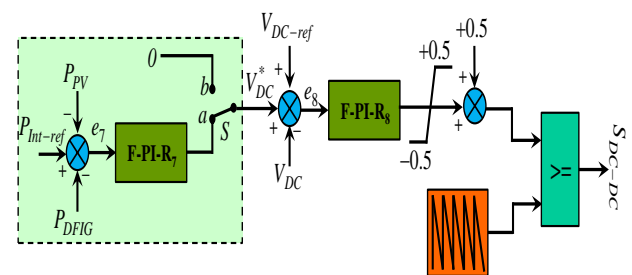 0
b
a
S
P_PV
−
P_Int-ref
+
−
e_7
P_DFIG
F-PI-R_7
V*_DC
V_DC-ref
+
+
−
V_DC
e_8
F-PI-R_8
+0.5
−0.5
+0.5
+
+
>=
S_DC-DC